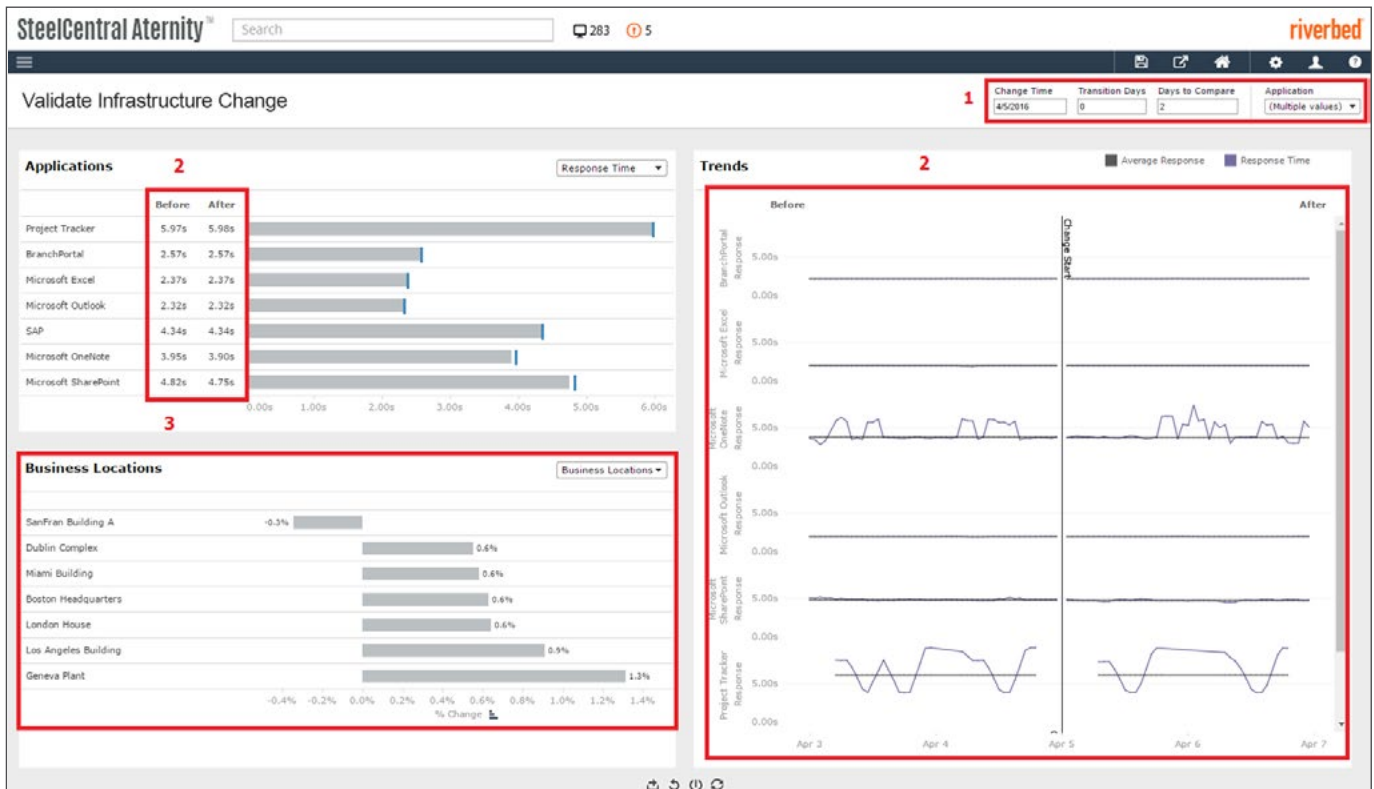 SteelCentral Aternity™
Search
283
5
riverbed
Validate Infrastructure Change
1
Change Time
Transition Days
Days to Compare
Application
4/5/2016
0
2
(Multiple values)
Applications
2
Response Time
Before After
Project Tracker 5.97s 5.98s
BranchPortal 2.57s 2.57s
Microsoft Excel 2.37s 2.37s
Microsoft Outlook 2.32s 2.32s
SAP 4.34s 4.34s
Microsoft OneNote 3.95s 3.90s
Microsoft SharePoint 4.82s 4.75s
0.00s 1.00s 2.00s 3.00s 4.00s 5.00s 6.00s
3
Business Locations
Business Locations
SanFran Building A -0.3%
Dublin Complex 0.6%
Miami Building 0.6%
Boston Headquarters 0.6%
London House 0.6%
Los Angeles Building 0.9%
Geneva Plant 1.3%
-0.4% -0.2% 0.0% 0.2% 0.4% 0.6% 0.8% 1.0% 1.2% 1.4%
% Change
Trends
2
Average Response
Response Time
Before
After
Change Start
BranchPortal
Response
5.00s
0.00s
Microsoft Excel
Response
5.00s
0.00s
Microsoft
OneNote
Response
5.00s
0.00s
Microsoft Outlook
Response
5.00s
0.00s
Microsoft
SharePoint
Response
5.00s
0.00s
Project Tracker
Response
5.00s
0.00s
Apr 3 Apr 4 Apr 5 Apr 6 Apr 7